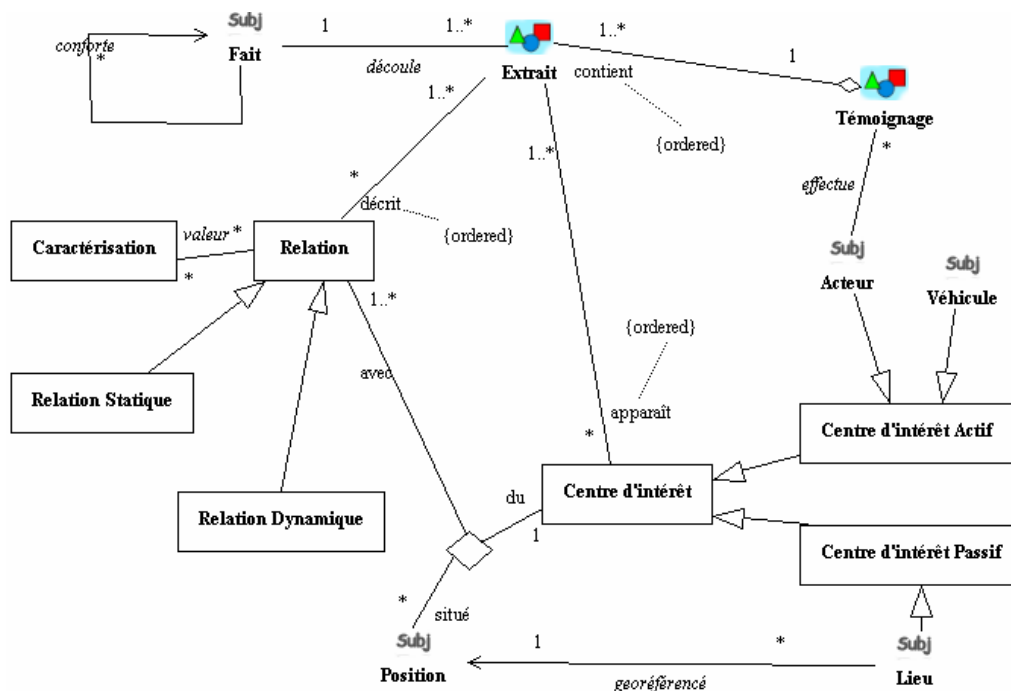 Subj
1
1..*
1..*
conforte
*
Fait
découle
Extrait
contient
1
1..*
{ordered}
Témoignage
*
1..*
effectue
*
décrit
{ordered}
Caractérisation
valeur *
*
Relation
Subj
Acteur
Subj
Véhicule
1..*
{ordered}
avec
Relation Statique
apparaît
*
Centre d'intérêt Actif
Relation Dynamique
du
1
Centre d'intérêt
Centre d'intérêt Passif
*
situé
Subj
Position
1
*
georéférencé
Subj
Lieu